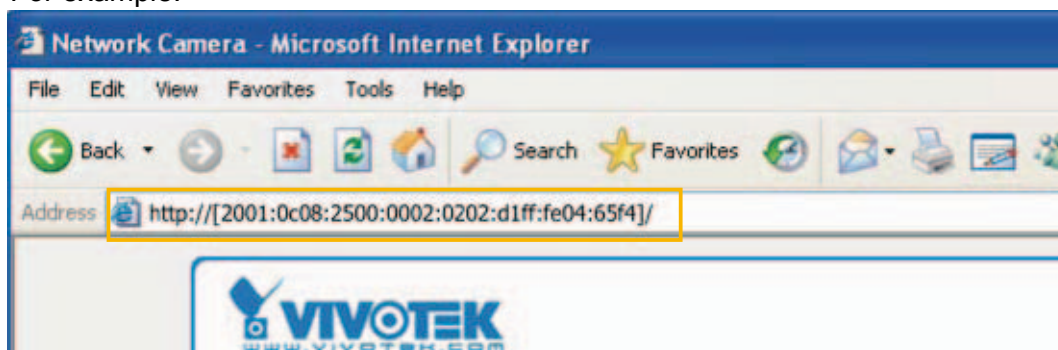 For example:
Network Camera - Microsoft Internet Explorer
File Edit View Favorites Tools Help
Back Search Favorites
Address http://[2001:0c08:2500:0002:0202:d1ff:fe04:65f4]/
VIVOTEK